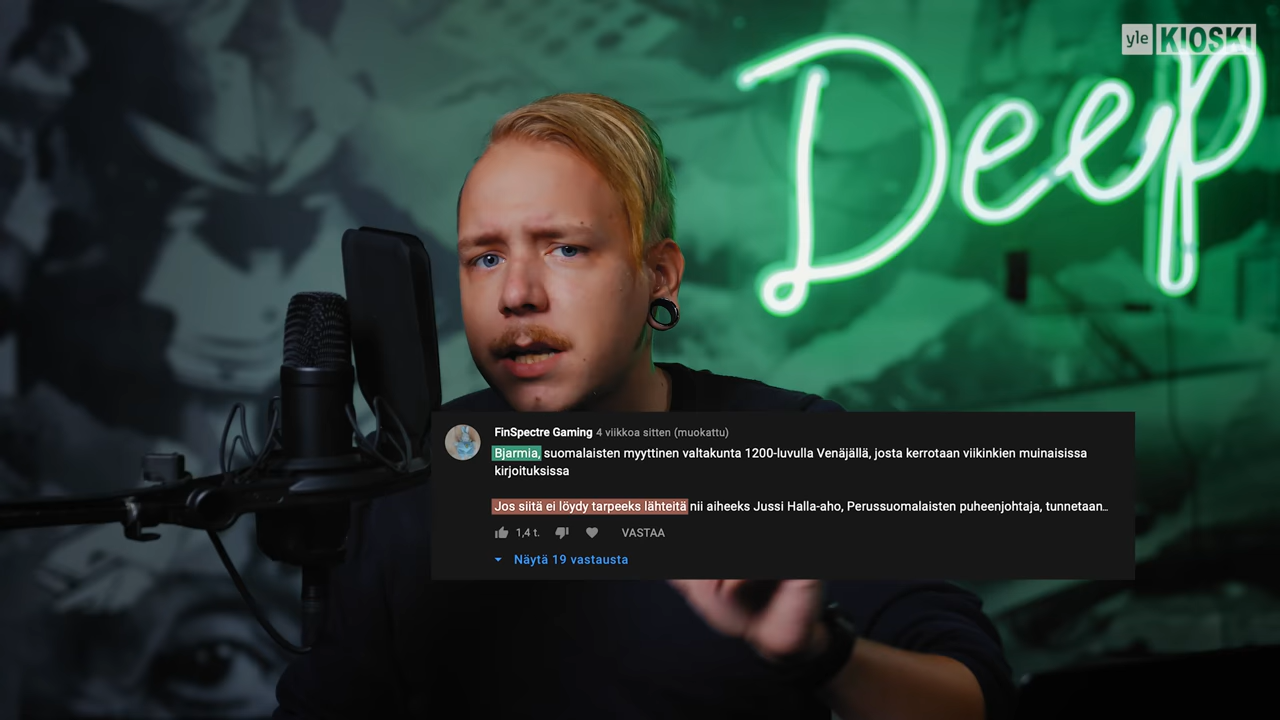 yle KIOSKI
Deep
FinSpectre Gaming 4 viikkoa sitten (muokattu)
Bjarmia, suomalaisten myyttinen valtakunta 1200-luvulla Venäjällä, josta kerrotaan viikinkien muinaisissa
kirjoituksissa
Jos siitä ei löydy tarpeeks lähteitä nii aiheeks Jussi Halla-aho, Perussuomalaisten puheenjohtaja, tunnetaan...
1,4 t. VASTAA
Näytä 19 vastausta